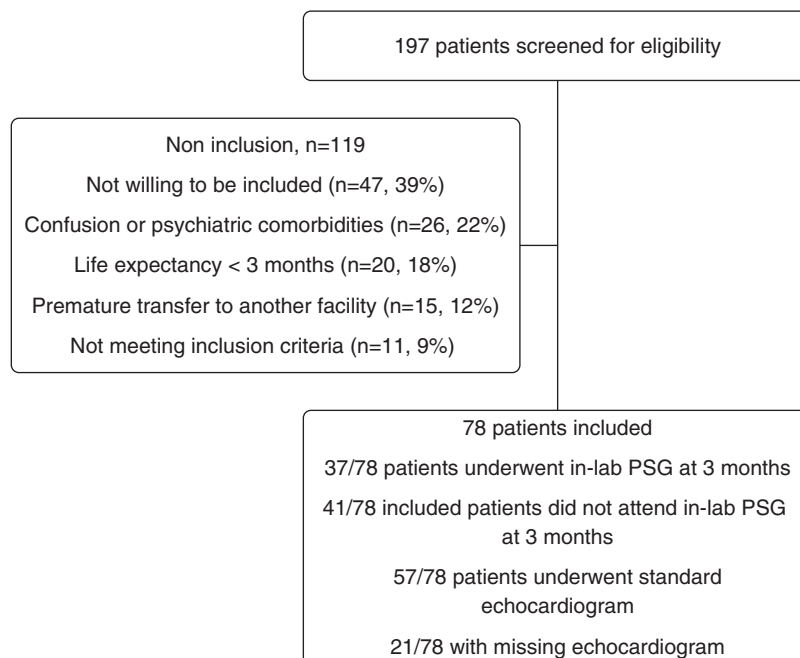 197 patients screened for eligibility
Non inclusion, n=119
Not willing to be included (n=47, 39%)
Confusion or psychiatric comorbidities (n=26, 22%)
Life expectancy < 3 months (n=20, 18%)
Premature transfer to another facility (n=15, 12%)
Not meeting inclusion criteria (n=11, 9%)
78 patients included
37/78 patients underwent in-lab PSG at 3 months
41/78 included patients did not attend in-lab PSG
at 3 months
57/78 patients underwent standard
echocardiogram
21/78 with missing echocardiogram